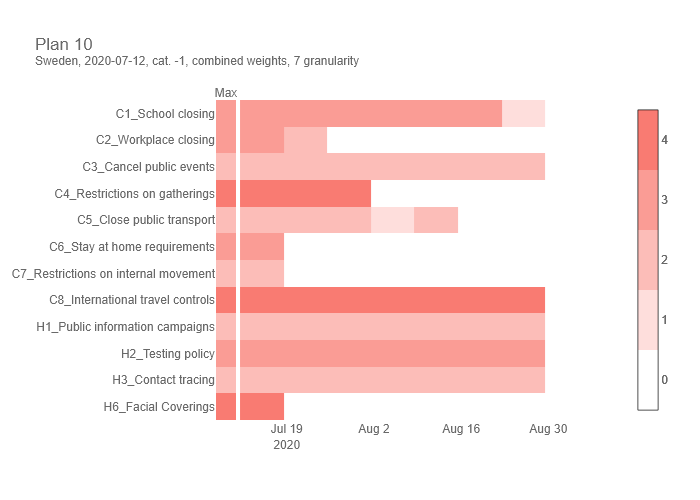 Plan 10
Sweden, 2020-07-12, cat. -1, combined weights, 7 granularity
Max
C1_School closing
C2_Workplace closing
C3_Cancel public events
C4_Restrictions on gatherings
C5_Close public transport
C6_Stay at home requirements
C7_Restrictions on internal movement
C8_International travel controls
H1_Public information campaigns
H2_Testing policy
H3_Contact tracing
H6_Facial Coverings
Jul 19
2020
Aug 2
Aug 16
Aug 30
4
3
2
1
0